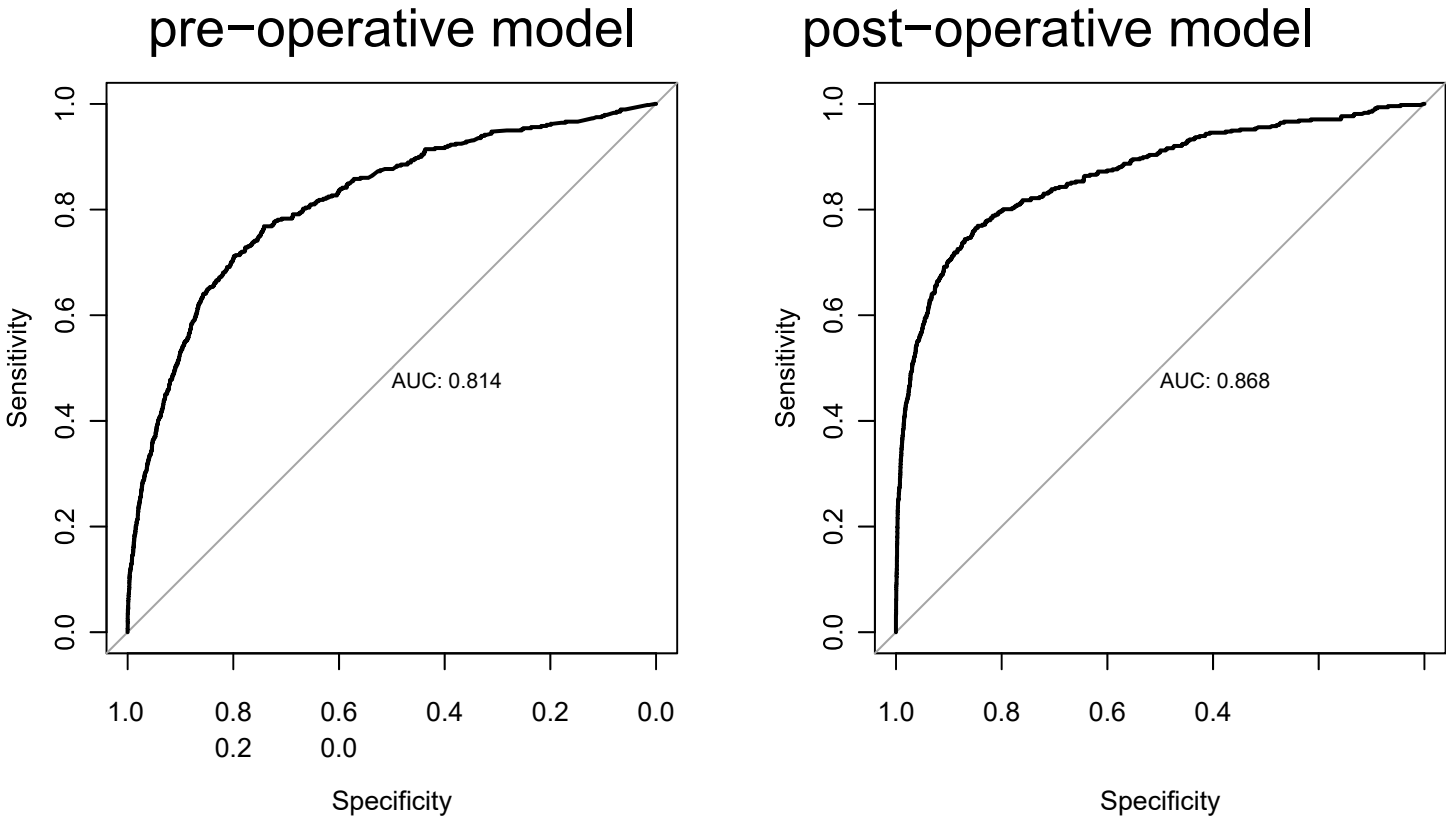 pre−operative model
post−operative model
1.0
0.8
0.6
0.4
0.2
0.0
Sensitivity
AUC: 0.814
1.0 0.8 0.6 0.4 0.2 0.0
0.2 0.0
Specificity
1.0
0.8
0.6
0.4
0.2
0.0
Sensitivity
AUC: 0.868
1.0 0.8 0.6 0.4
Specificity